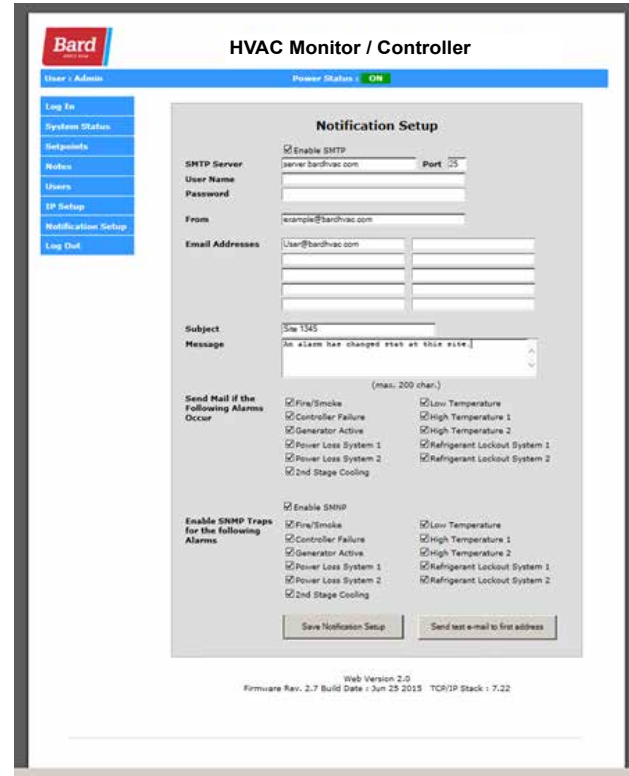 Bard
HVAC Monitor / Controller
User : Admin
Power Status : ON
Log In
System Status
Setpoints
Notes
Users
IP Setup
Notification Setup
Log Out
Notification Setup
Enable SMTP
SMTP Server server.bardhvac.com Port 25
User Name
Password
From example@bardhvac.com
Email Addresses User@bardhvac.com
Subject Site 1345
Message An alarm has changed stat at this site.
(max. 200 char.)
Send Mail if the
Following Alarms
Occur
Fire/Smoke Low Temperature
Controller Failure High Temperature 1
Generator Active High Temperature 2
Power Loss System 1 Refrigerant Lockout System 1
Power Loss System 2 Refrigerant Lockout System 2
2nd Stage Cooling
Enable SMNP
Enable SNMP Traps
for the following
Alarms
Fire/Smoke Low Temperature
Controller Failure High Temperature 1
Generator Active High Temperature 2
Power Loss System 1 Refrigerant Lockout System 1
Power Loss System 2 Refrigerant Lockout System 2
2nd Stage Cooling
Save Notification Setup Send test e-mail to first address
Web Version 2.0
Firmware Rev. 2.7 Build Date : Jun 25 2015 TCP/IP Stack : 7.22